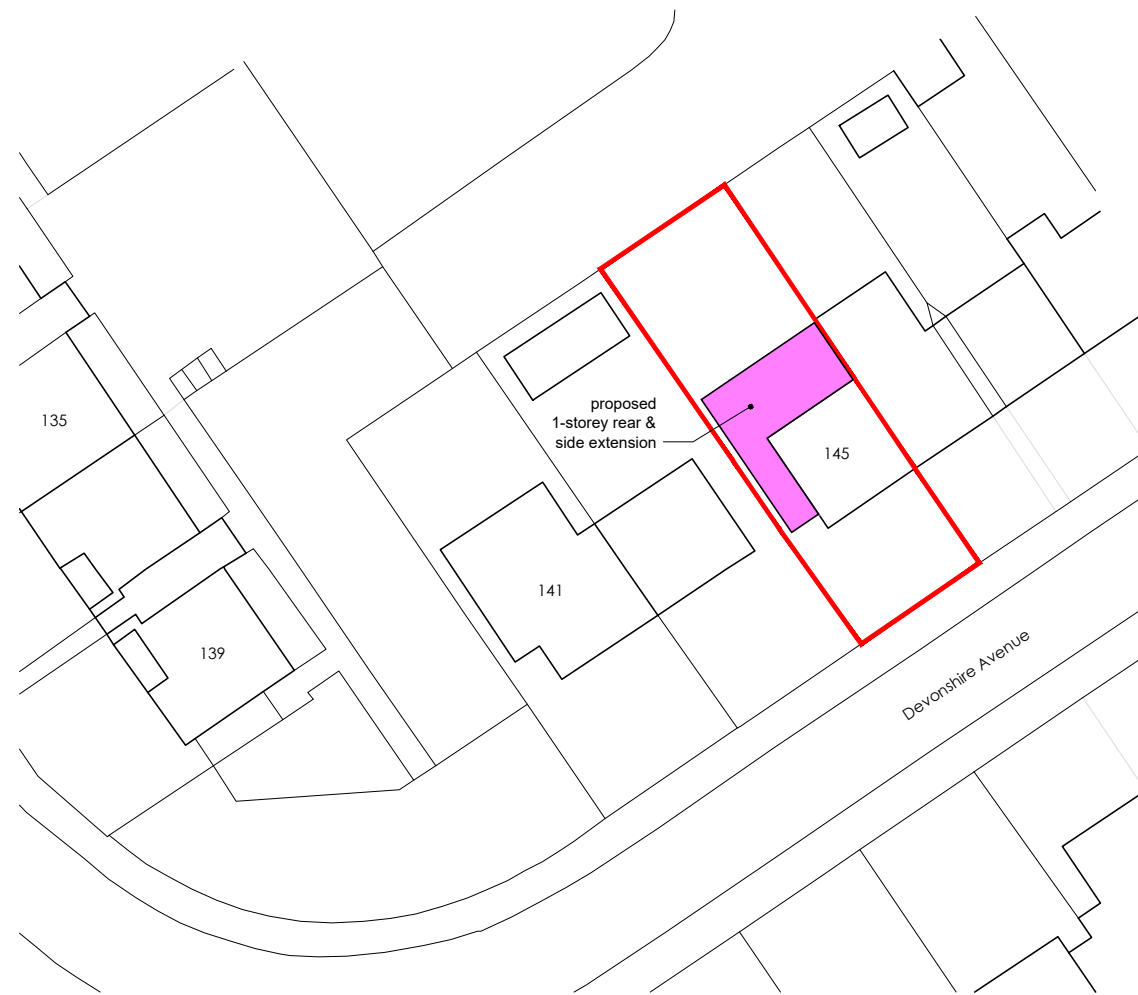 proposed
1-storey rear &
side extension
135
145
141
139
Devonshire Avenue